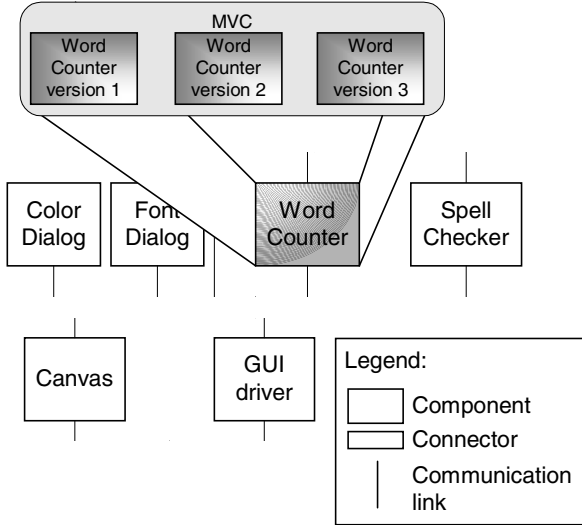 MVC
Word
Counter
version 1
Word
Counter
version 2
Word
Counter
version 3
Color
Dialog
Font
Dialog
Word
Counter
Spell
Checker
Canvas
GUI
driver
Legend:
Component
Connector
Communication
link